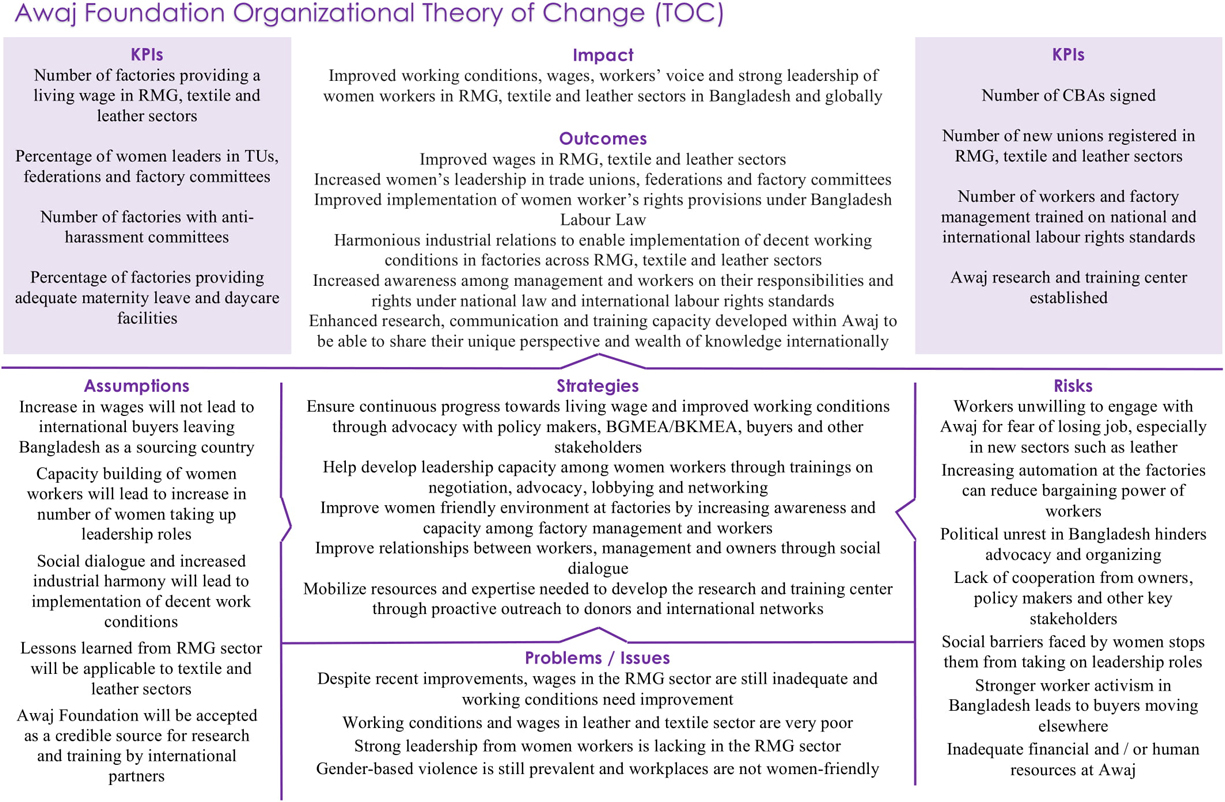 Awaj Foundation Organizational Theory of Change (TOC)
KPIs
Number of factories providing a
living wage in RMG, textile and
leather sectors
Percentage of women leaders in TUs,
federations and factory committees
Number of factories with anti-
harassment committees
Percentage of factories providing
adequate maternity leave and daycare
facilities
Impact
Improved working conditions, wages, workers' voice and strong leadership of
women workers in RMG, textile and leather sectors in Bangladesh and globally
Outcomes
Improved wages in RMG, textile and leather sectors
Increased women's leadership in trade unions, federations and factory committees
Improved implementation of women worker's rights provisions under Bangladesh
Labour Law
Harmonious industrial relations to enable implementation of decent working
conditions in factories across RMG, textile and leather sectors
Increased awareness among management and workers on their responsibilities and
rights under national law and international labour rights standards
Enhanced research, communication and training capacity developed within Awaj to
be able to share their unique perspective and wealth of knowledge internationally
KPIs
Number of CBAs signed
Number of new unions registered in
RMG, textile and leather sectors
Number of workers and factory
management trained on national and
international labour rights standards
Awaj research and training center
established
Assumptions
Increase in wages will not lead to
international buyers leaving
Bangladesh as a sourcing country
Capacity building of women
workers will lead to increase in
number of women taking up
leadership roles
Social dialogue and increased
industrial harmony will lead to
implementation of decent work
conditions
Lessons learned from RMG sector
will be applicable to textile and
leather sectors
Awaj Foundation will be accepted
as a credible source for research
and training by international
partners
Strategies
Ensure continuous progress towards living wage and improved working conditions
through advocacy with policy makers, BGMEA/BKMEA, buyers and other
stakeholders
Help develop leadership capacity among women workers through trainings on
negotiation, advocacy, lobbying and networking
Improve women friendly environment at factories by increasing awareness and
capacity among factory management and workers
Improve relationships between workers, management and owners through social
dialogue
Mobilize resources and expertise needed to develop the research and training center
through proactive outreach to donors and international networks
Problems / Issues
Despite recent improvements, wages in the RMG sector are still inadequate and
working conditions need improvement
Working conditions and wages in leather and textile sector are very poor
Strong leadership from women workers is lacking in the RMG sector
Gender-based violence is still prevalent and workplaces are not women-friendly
Risks
Workers unwilling to engage with
Awaj for fear of losing job, especially
in new sectors such as leather
Increasing automation at the factories
can reduce bargaining power of
workers
Political unrest in Bangladesh hinders
advocacy and organizing
Lack of cooperation from owners,
policy makers and other key
stakeholders
Social barriers faced by women stops
them from taking on leadership roles
Stronger worker activism in
Bangladesh leads to buyers moving
elsewhere
Inadequate financial and / or human
resources at Awaj